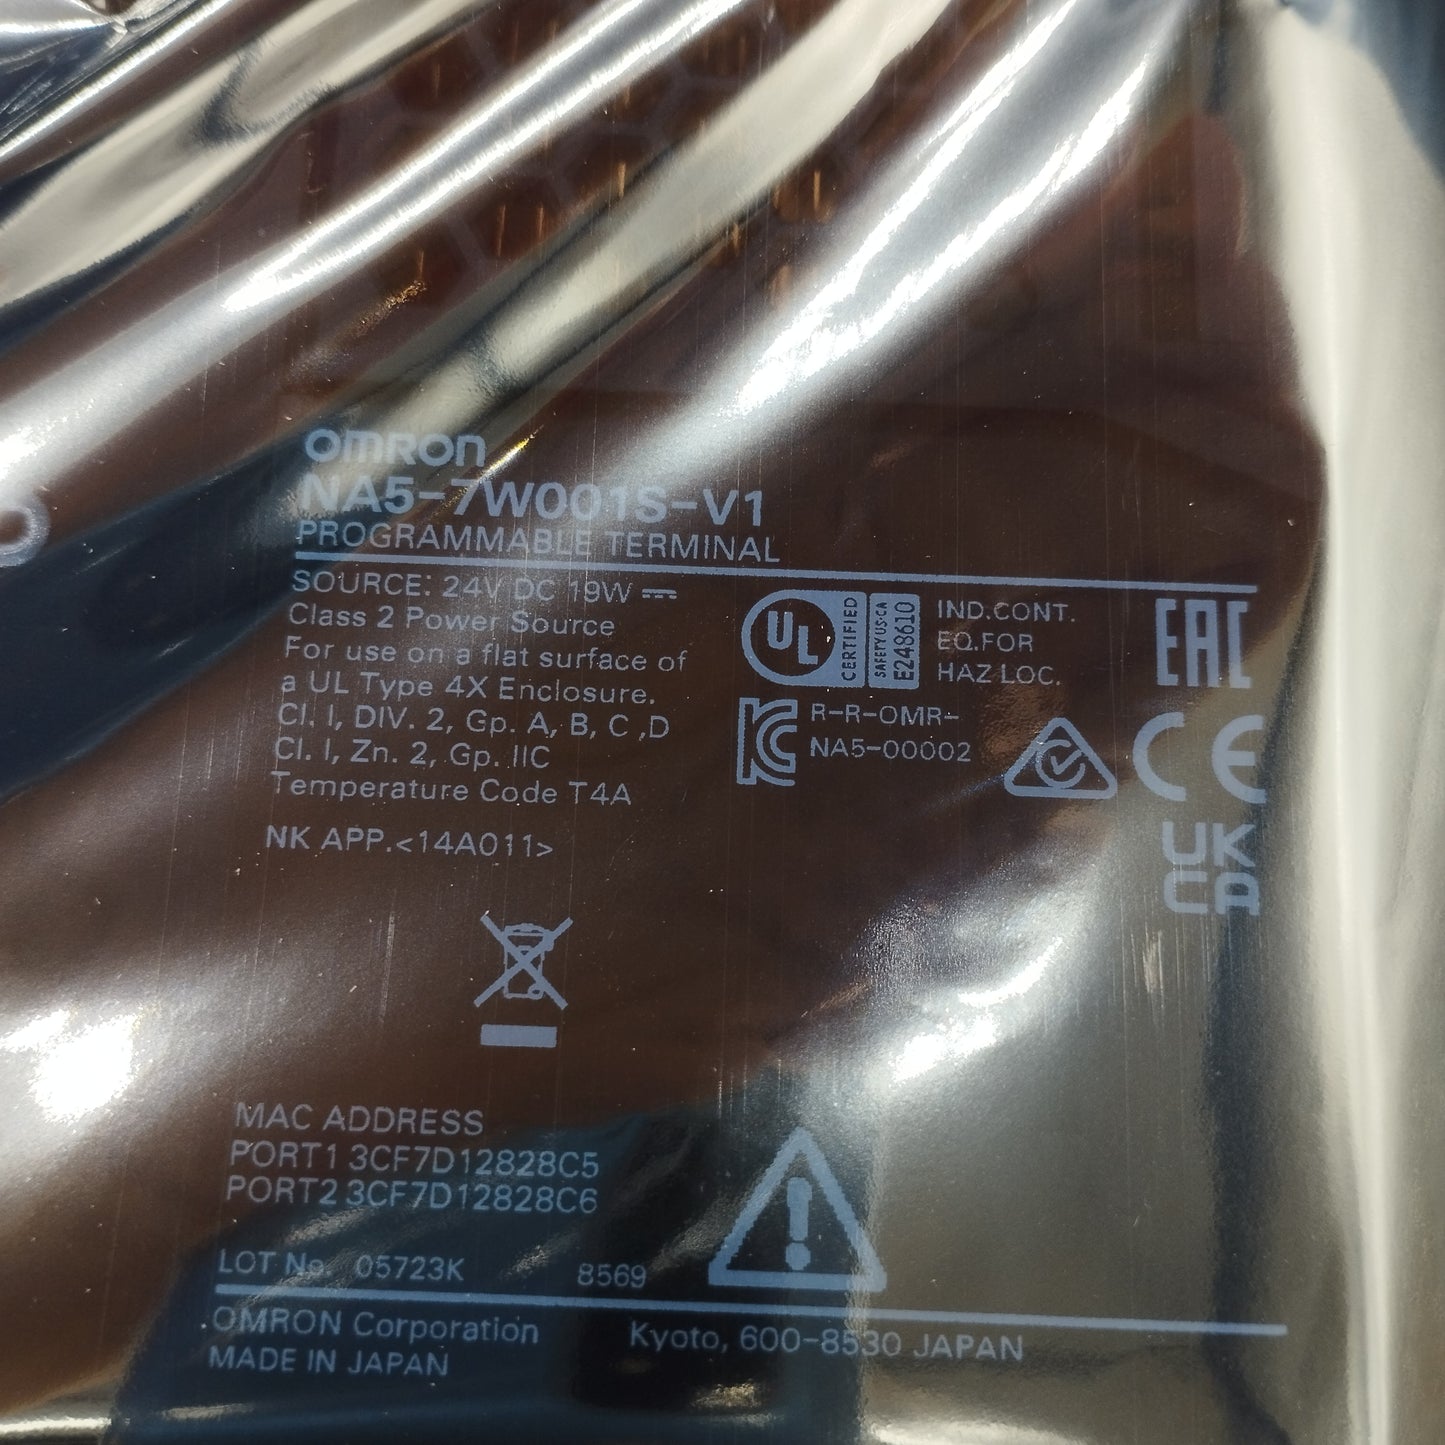 OMRON
NA5-7W001S-V1
PROGRAMMABLE TERMINAL
SOURCE: 24V DC 19W
Class 2 Power Source
For use on a flat surface of
a UL Type 4X Enclosure.
Cl. I, DIV. 2, Gp. A, B, C ,D
Cl. I, Zn. 2, Gp. IIC
Temperature Code T4A
NK APP.<14A011>
UL
CERTIFIED
SAFETY US-CA
E248610
IND.CONT.
EQ.FOR
HAZ LOC.
EAC
KC
R-R-OMR-
NA5-00002
CE
UK
CA
MAC ADDRESS
PORT1 3CF7D12828C5
PORT2 3CF7D12828C6
LOT No. 05723K 8569
OMRON Corporation Kyoto, 600-8530 JAPAN
MADE IN JAPAN